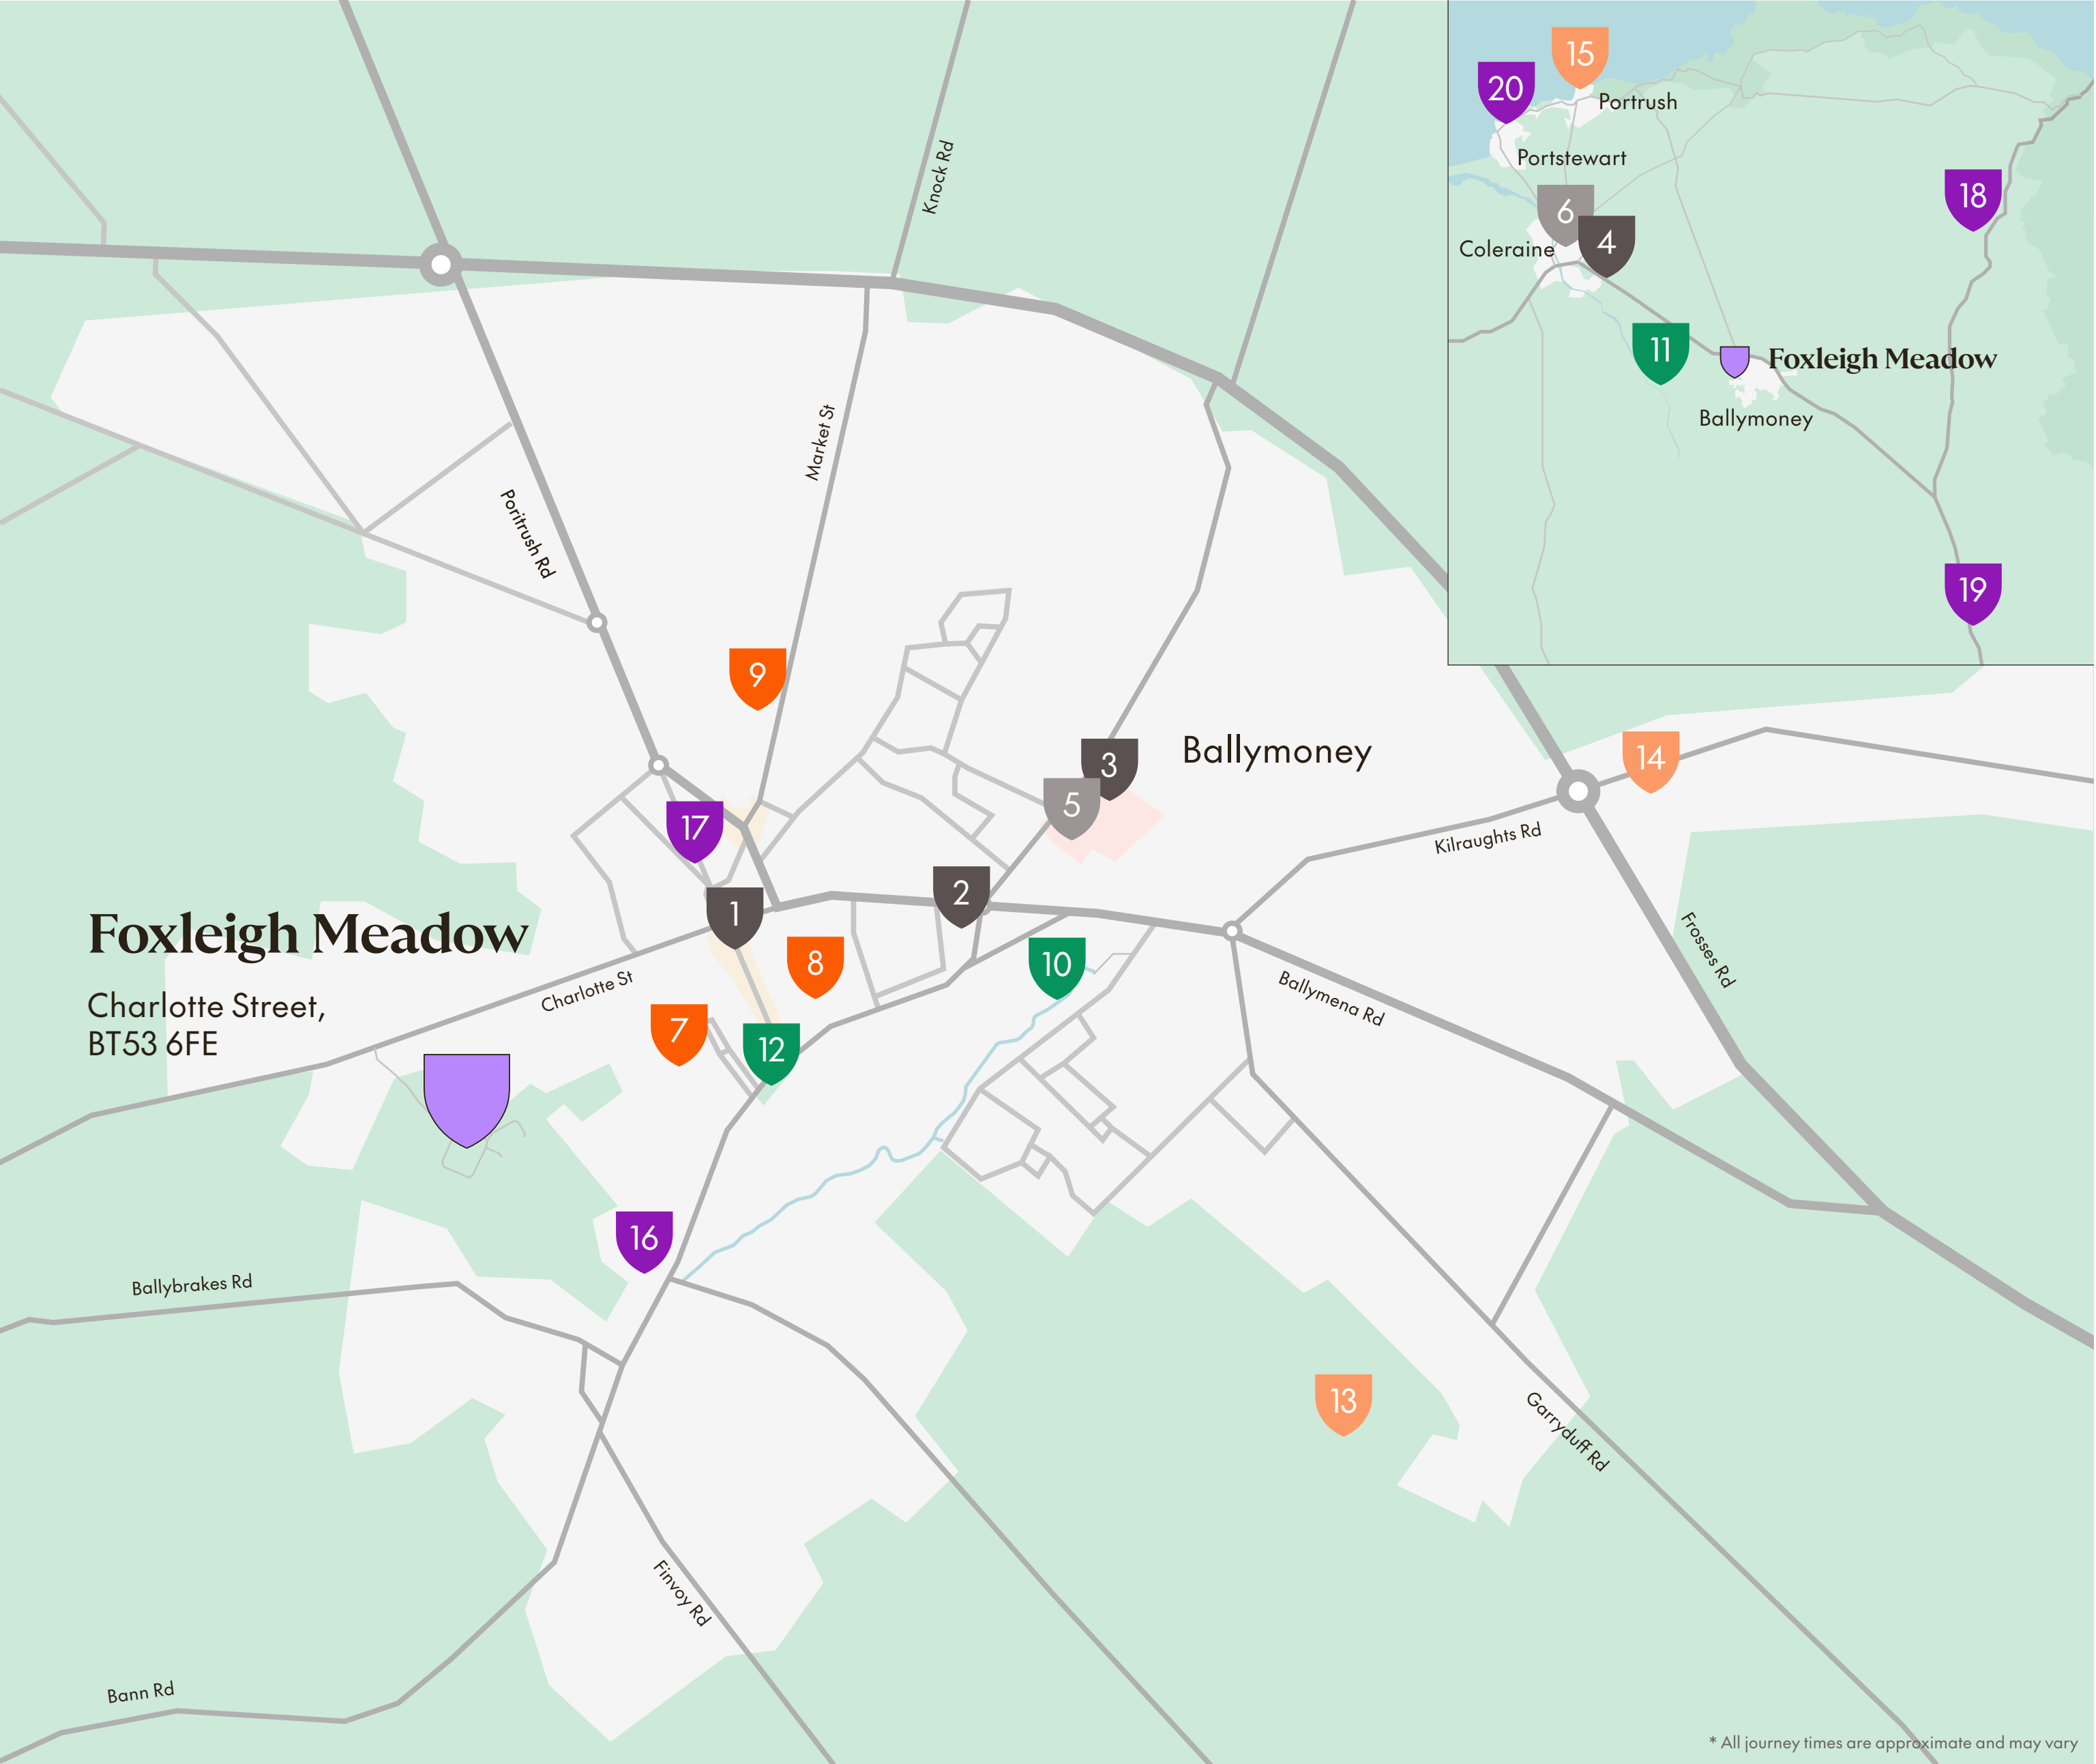 Knock Rd
15
20
Portrush
Portstewart
18
6
4
Coleraine
11
Foxleigh Meadow
Ballymoney
19
Market St
Poritrush Rd
9
3
Ballymoney
14
5
17
Kilraughts Rd
2
1
Foxleigh Meadow
Charlotte Street,
BT53 6FE
8
10
Frosses Rd
Charlotte St
Ballymena Rd
7
12
16
Ballybrakes Rd
13
Garryduff Rd
Finvoy Rd
Bann Rd
* All journey times are approximate and may vary